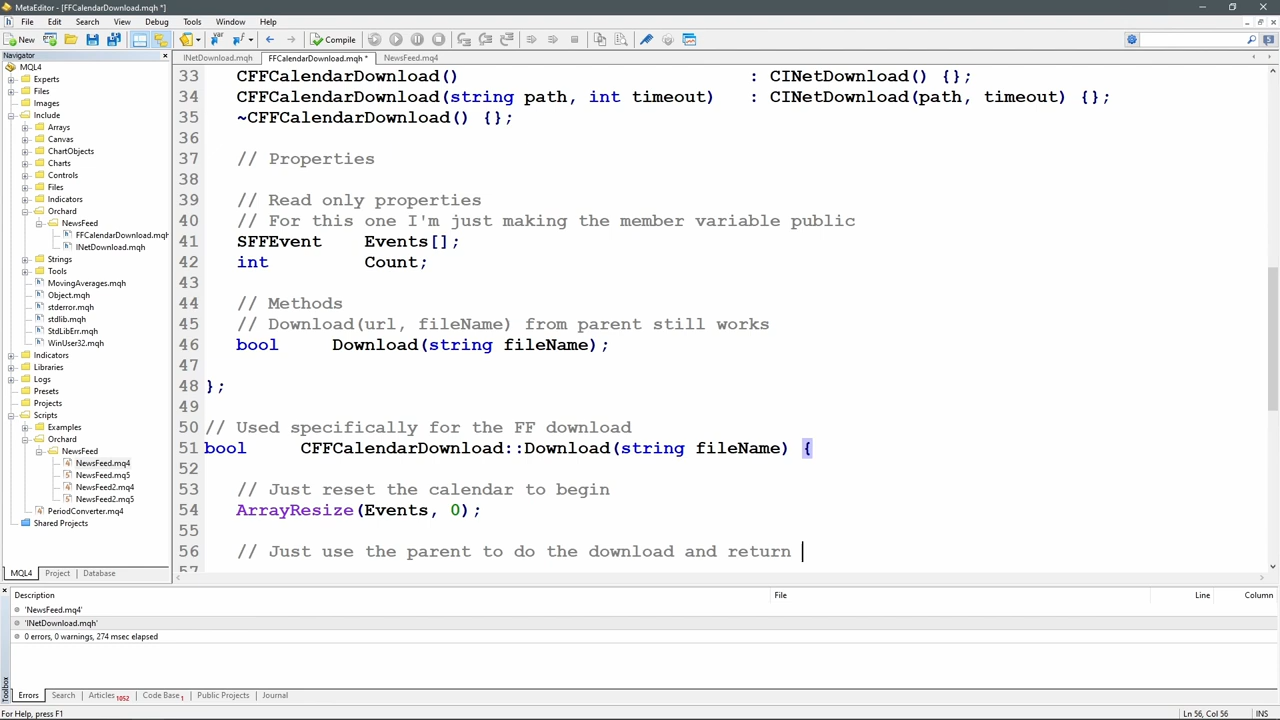 MetaEditor - [FFCalendarDownload.mqh *]
File Edit Search View Debug Tools Window Help
New Compile
Navigator
MQL4
Experts
Files
Images
Include
Arrays
Canvas
ChartObjects
Charts
Controls
Files
Indicators
Orchard
NewsFeed
FFCalendarDownload.mqh
INetDownload.mqh
Strings
Tools
MovingAverages.mqh
Object.mqh
stderror.mqh
stdlib.mqh
StdLibErr.mqh
WinUser32.mqh
Indicators
Libraries
Logs
Presets
Projects
Scripts
Examples
Orchard
NewsFeed
NewsFeed.mq4
NewsFeed.mq5
NewsFeed2.mq4
NewsFeed2.mq5
PeriodConverter.mq4
Shared Projects
MQL4 Project Database
INetDownload.mqh FFCalendarDownload.mqh * NewsFeed.mq4
33 CFFCalendarDownload() : CINetDownload() {};
34 CFFCalendarDownload(string path, int timeout) : CINetDownload(path, timeout) {};
35 ~CFFCalendarDownload() {};
36
37 // Properties
38
39 // Read only properties
40 // For this one I'm just making the member variable public
41 SFFEvent Events[];
42 int Count;
43
44 // Methods
45 // Download(url, fileName) from parent still works
46 bool Download(string fileName);
47
48 };
49
50 // Used specifically for the FF download
51 bool CFFCalendarDownload::Download(string fileName) {
52
53 // Just reset the calendar to begin
54 ArrayResize(Events, 0);
55
56 // Just use the parent to do the download and return
57
Description File Line Column
'NewsFeed.mq4'
'INetDownload.mqh'
0 errors, 0 warnings, 274 msec elapsed
Toolbox
Errors Search Articles 1052 Code Base 1 Public Projects Journal
For Help, press F1 Ln 56, Col 56 INS